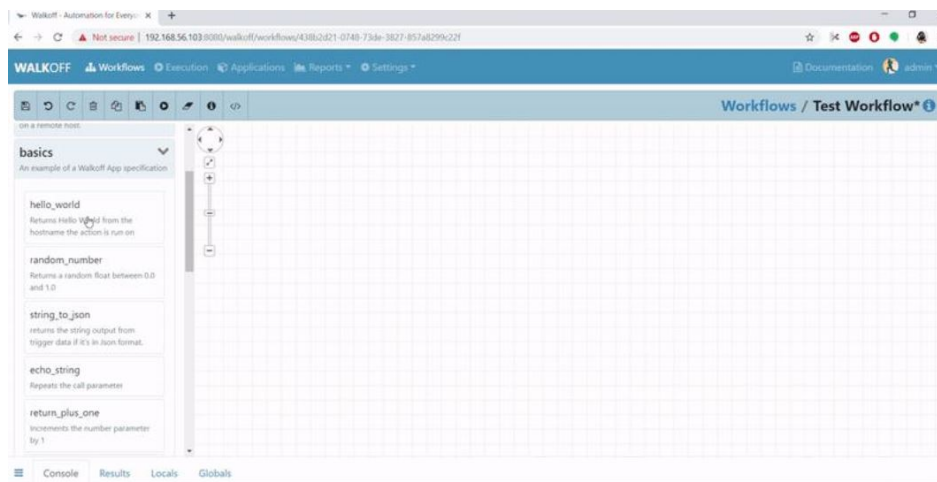 Walkoff - Automation for Every
Not secure | 192.168.56.103:8080/walkoff/workflows/438b2d21-0748-73de-3827-857a8299c22f
WALKOFF Workflows Execution Applications Reports Settings Documentation admin
Workflows / Test Workflow*
on a remote host.
basics
An example of a Walkoff App specification
hello_world
Returns Hello World from the
hostname the action is run on
random_number
Returns a random float between 0.0
and 1.0
string_to_json
returns the string output from
trigger data if it's in Json format.
echo_string
Repeats the call parameter
return_plus_one
Increments the number parameter
by 1
Console Results Locals Globals